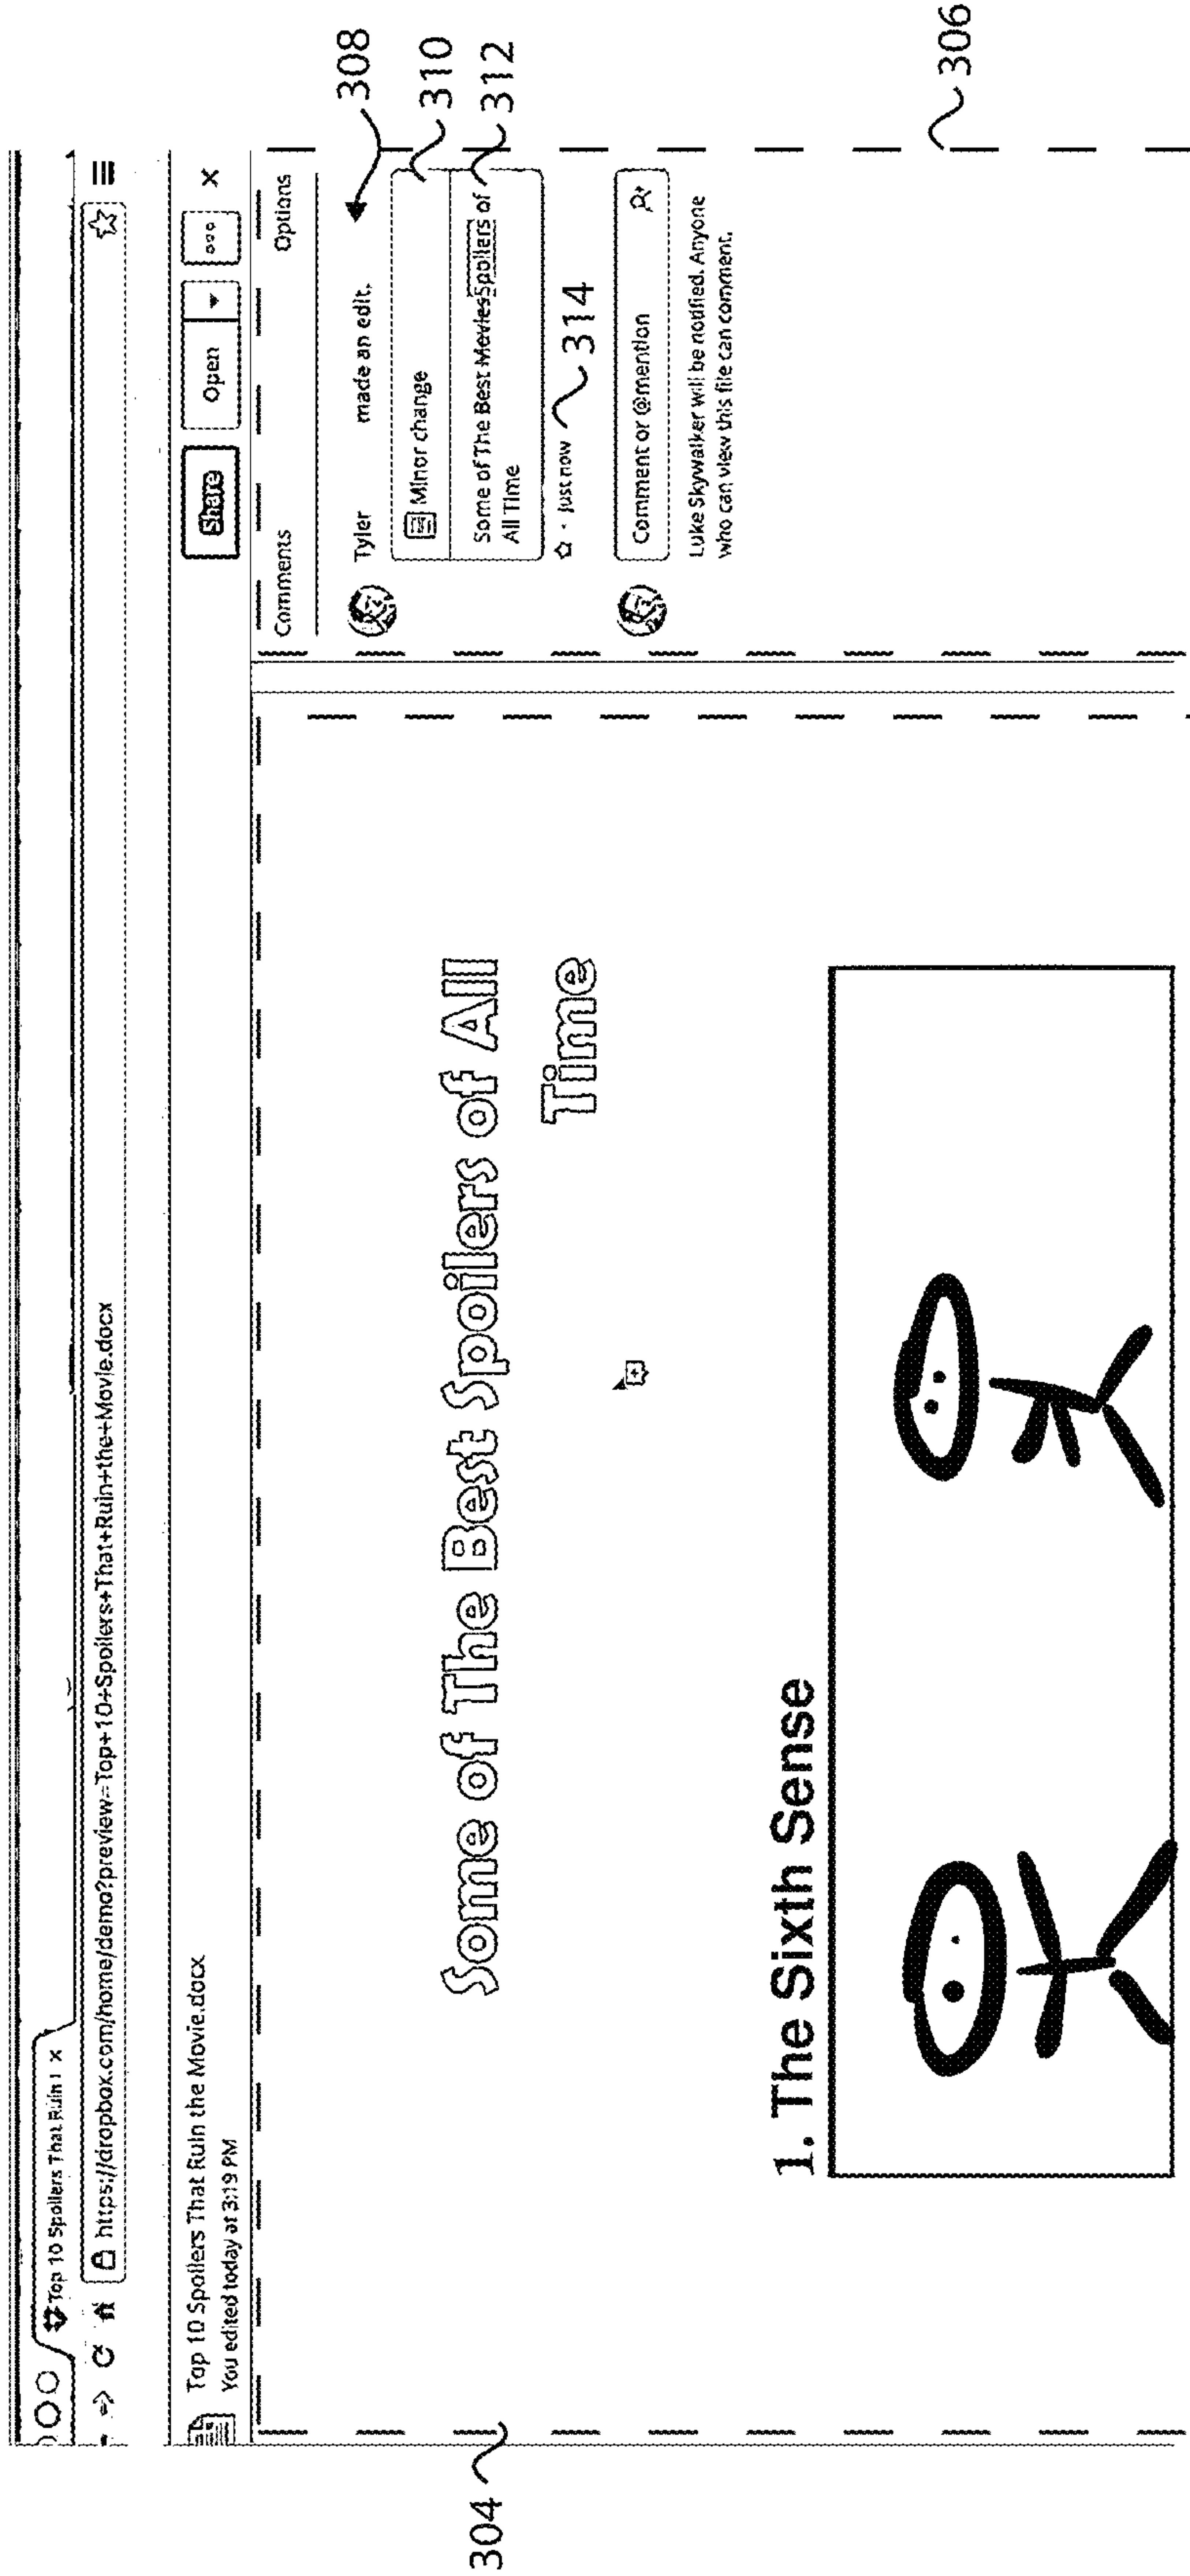 Top 10 Spoilers That Ruin t ×
https://dropbox.com/home/demo?preview=Top+10+Spoilers+That+Ruin+the+Movie.docx
Top 10 Spoilers That Ruin the Movie.docx
You edited today at 3:19 PM
Share
Open
×
Comments
Options
308
Tyler made an edit.
310
Minor change
312
Some of The Best MoviesSpoilers of
All Time
· Just now
314
Comment or @mention
Luke Skywalker will be notified. Anyone
who can view this file can comment.
304
306
Some of The Best Spoilers of All
Time
1. The Sixth Sense